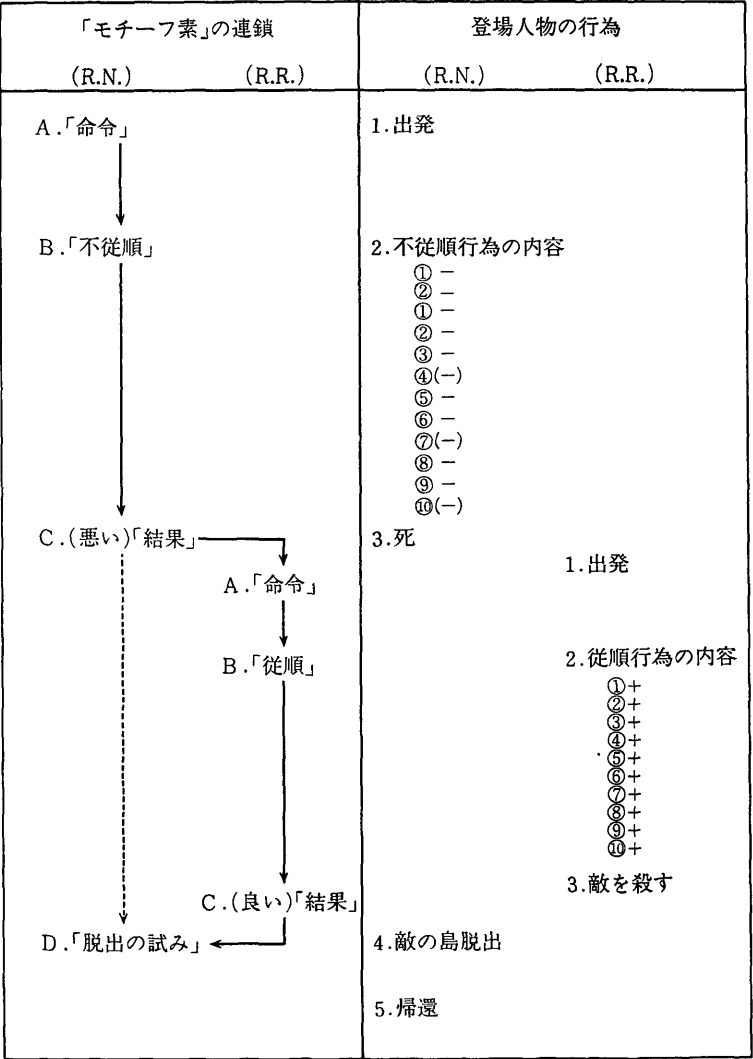 「モチーフ素」の連鎖 登場人物の行為
(R.N.) (R.R.) (R.N.) (R.R.)
A.「命令」 1.出発
B.「不従順」 2.不従順行為の内容
① −
② −
① −
② −
③ −
④(−)
⑤ −
⑥ −
⑦(−)
⑧ −
⑨ −
⑩(−)
C.(悪い)「結果」 3.死
1.出発
A.「命令」
B.「従順」 2.従順行為の内容
①+
②+
③+
④+
⑤+
⑥+
⑦+
⑧+
⑨+
⑩+
3.敵を殺す
C.(良い)「結果」
D.「脱出の試み」 4.敵の島脱出
5.帰還